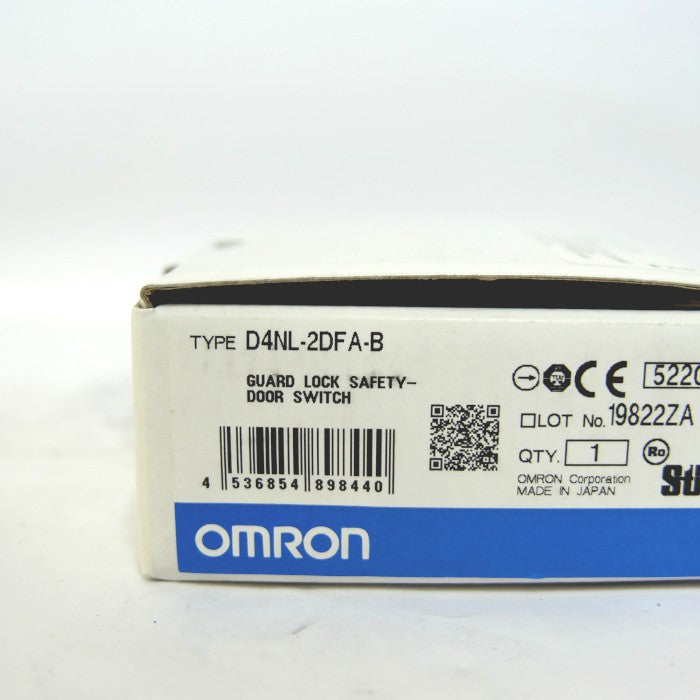 TYPE D4NL-2DFA-B
GUARD LOCK SAFETY-
DOOR SWITCH
4 536854 898440
CE 5220
□LOT No. 19822ZA
QTY. 1
OMRON Corporation
MADE IN JAPAN
OMRON